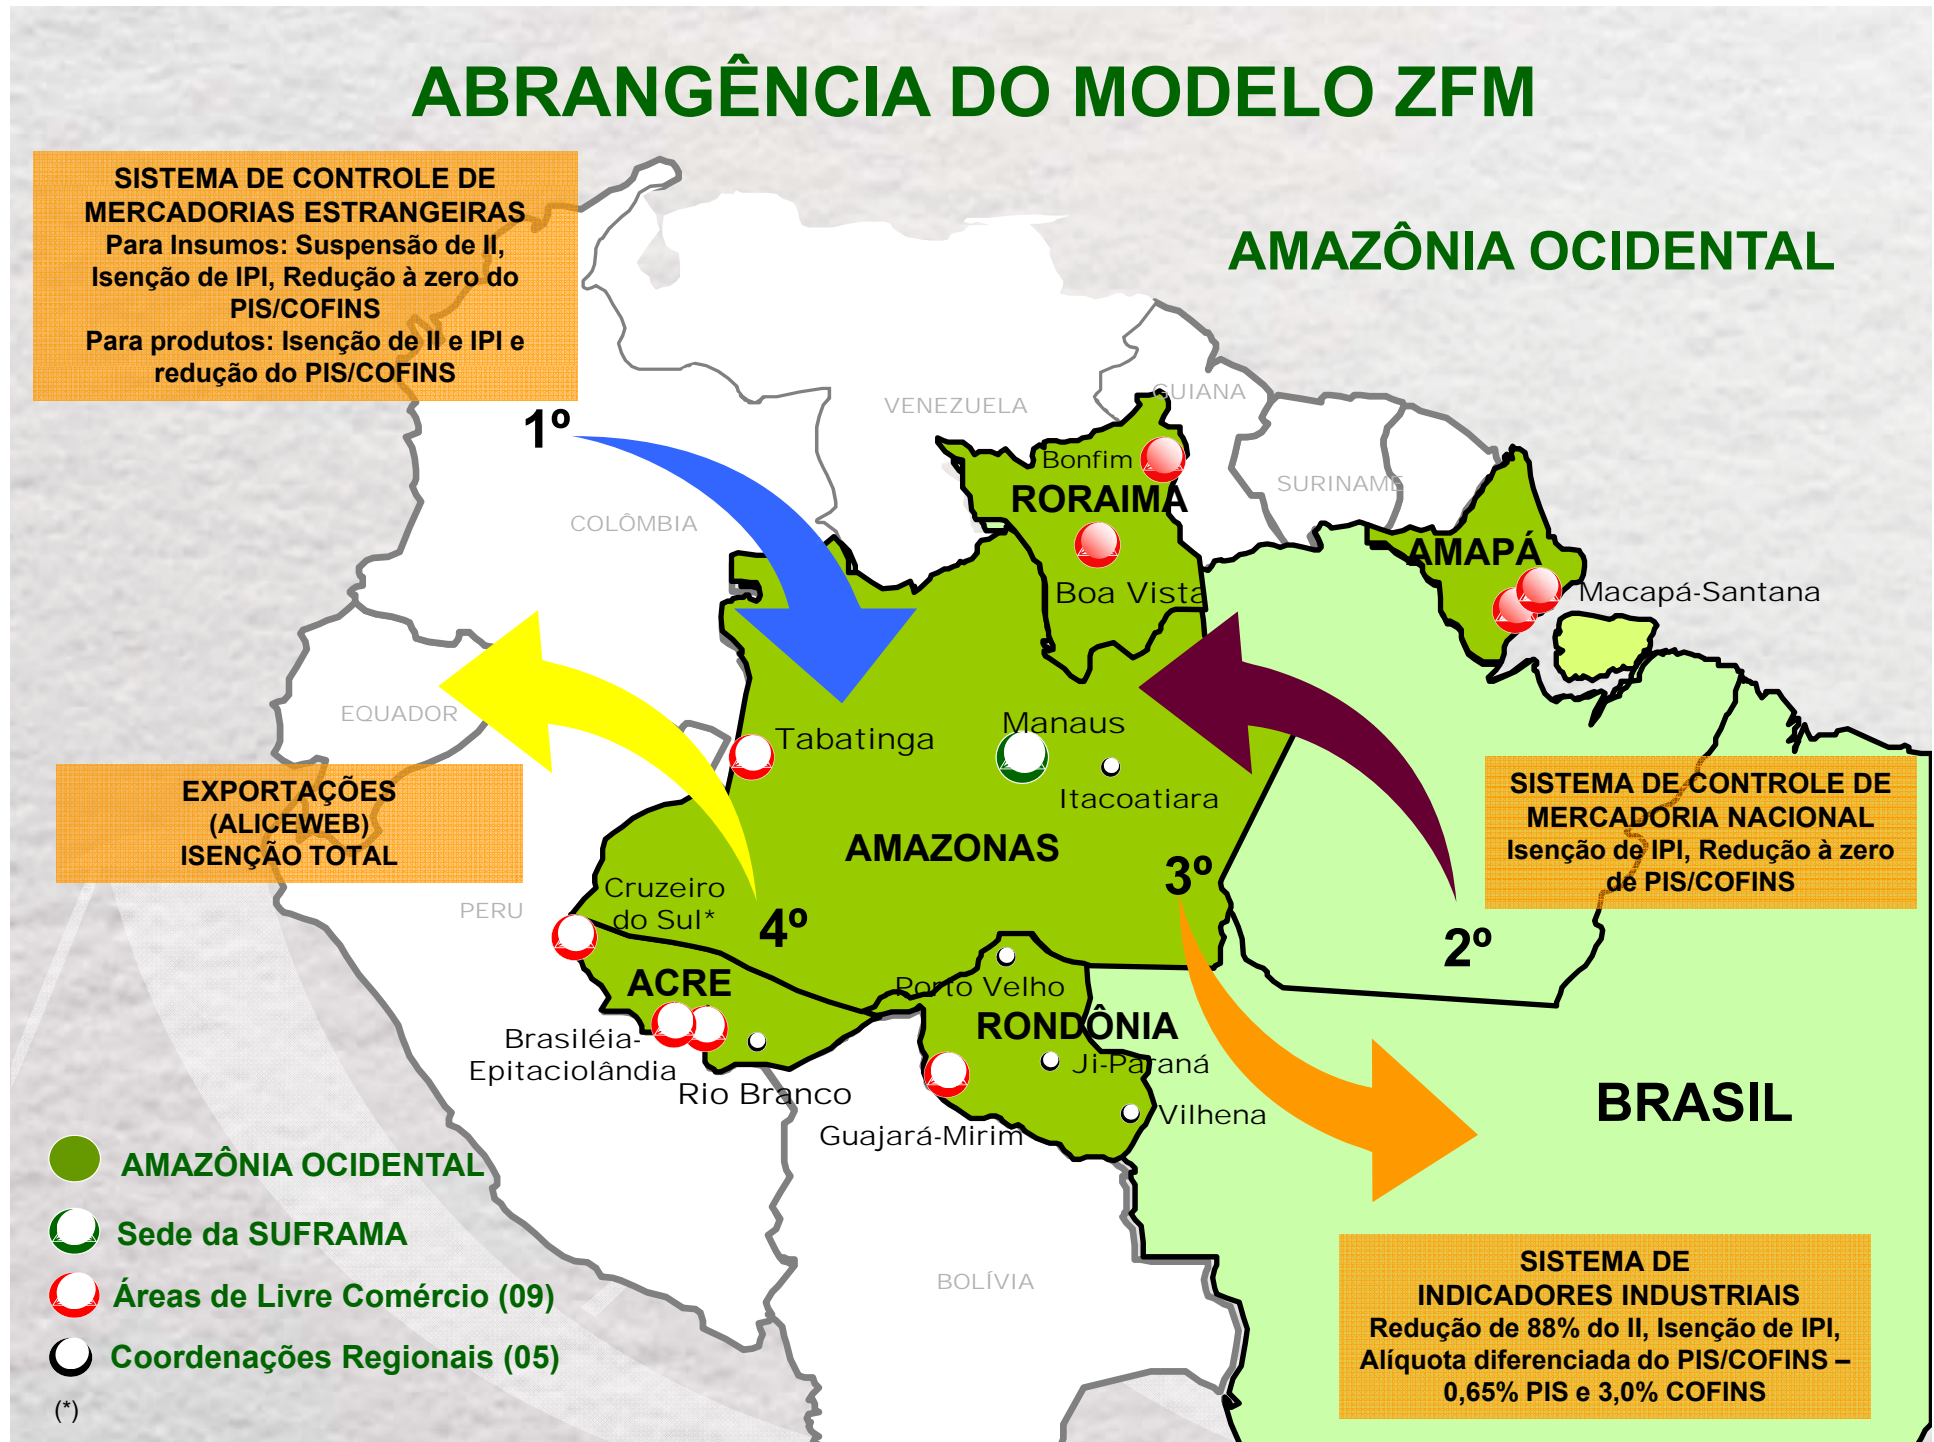 ABRANGÊNCIA DO MODELO ZFM
SISTEMA DE CONTROLE DE
MERCADORIAS ESTRANGEIRAS
Para Insumos: Suspensão de II,
Isenção de IPI, Redução à zero do
PIS/COFINS
Para produtos: Isenção de II e IPI e
redução do PIS/COFINS
AMAZÔNIA OCIDENTAL
1º
VENEZUELA
GUIANA
Bonfim
RORAIMA
SURINAME
COLÔMBIA
AMAPÁ
Boa Vista
Macapá-Santana
EQUADOR
Manaus
Tabatinga
Itacoatiara
EXPORTAÇÕES
(ALICEWEB)
ISENÇÃO TOTAL
SISTEMA DE CONTROLE DE
MERCADORIA NACIONAL
Isenção de IPI, Redução à zero
de PIS/COFINS
AMAZONAS
3º
Cruzeiro
do Sul*
PERU
4º
2º
ACRE
Porto Velho
RONDÔNIA
Brasiléia-
Epitaciolândia
Ji-Paraná
Rio Branco
BRASIL
Vilhena
Guajará-Mirim
AMAZÔNIA OCIDENTAL
Sede da SUFRAMA
Áreas de Livre Comércio (09)
Coordenações Regionais (05)
(*)
BOLÍVIA
SISTEMA DE
INDICADORES INDUSTRIAIS
Redução de 88% do II, Isenção de IPI,
Alíquota diferenciada do PIS/COFINS –
0,65% PIS e 3,0% COFINS